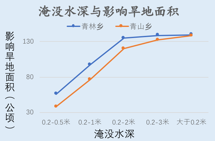 淹没水深与影响旱地面积
青林乡 青山乡
影响旱地面积（公顷）
130
80
30
0.2-0.5米 0.2-1米 0.2-2米 0.2-3米 大于0.2米
淹没水深